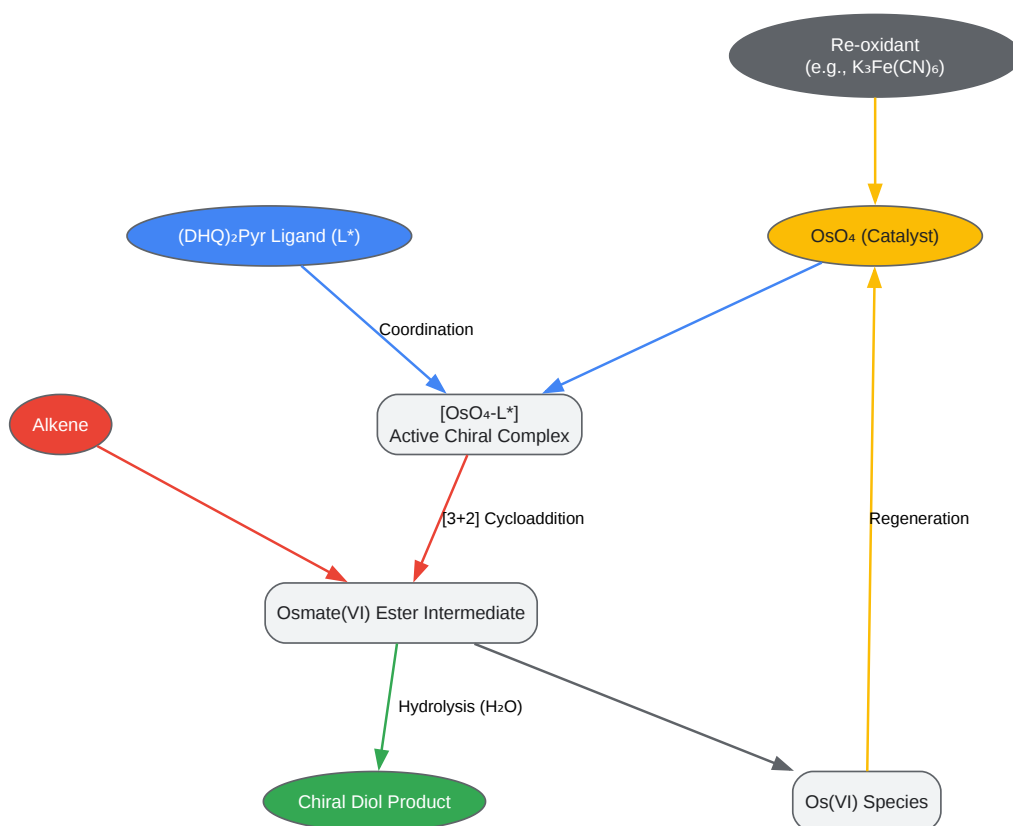 Re-oxidant
(e.g., K₃Fe(CN)₆)
(DHQ)₂Pyr Ligand (L*)
OsO₄ (Catalyst)
Coordination
Alkene
[OsO₄-L*]
Active Chiral Complex
[3+2] Cycloaddition
Regeneration
Osmate(VI) Ester Intermediate
Hydrolysis (H₂O)
Chiral Diol Product
Os(VI) Species